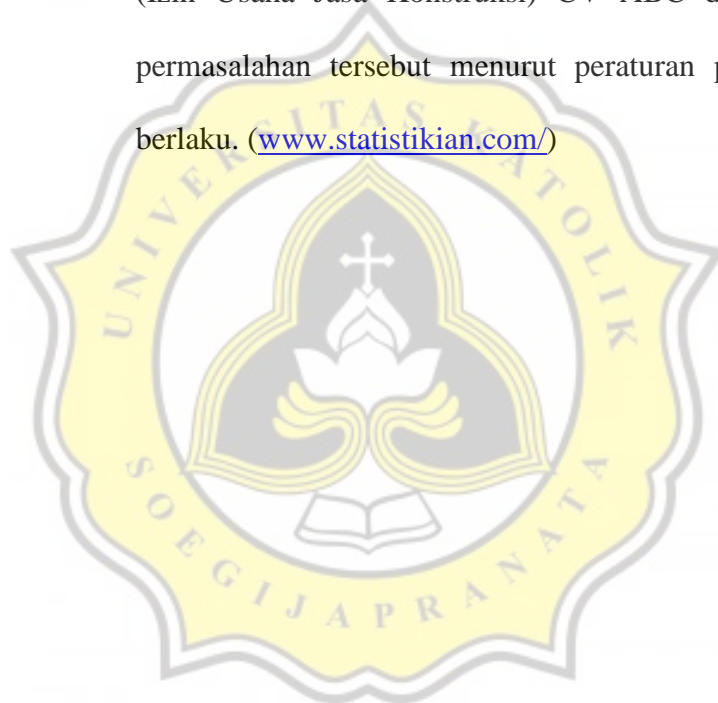 (Izin Usaha Jasa Konstruksi) CV ABC d
permasalahan tersebut menurut peraturan p
berlaku. (www.statistikian.com/)
UNIVERSITAS KATOLIK
SOEGIJAPRANATA